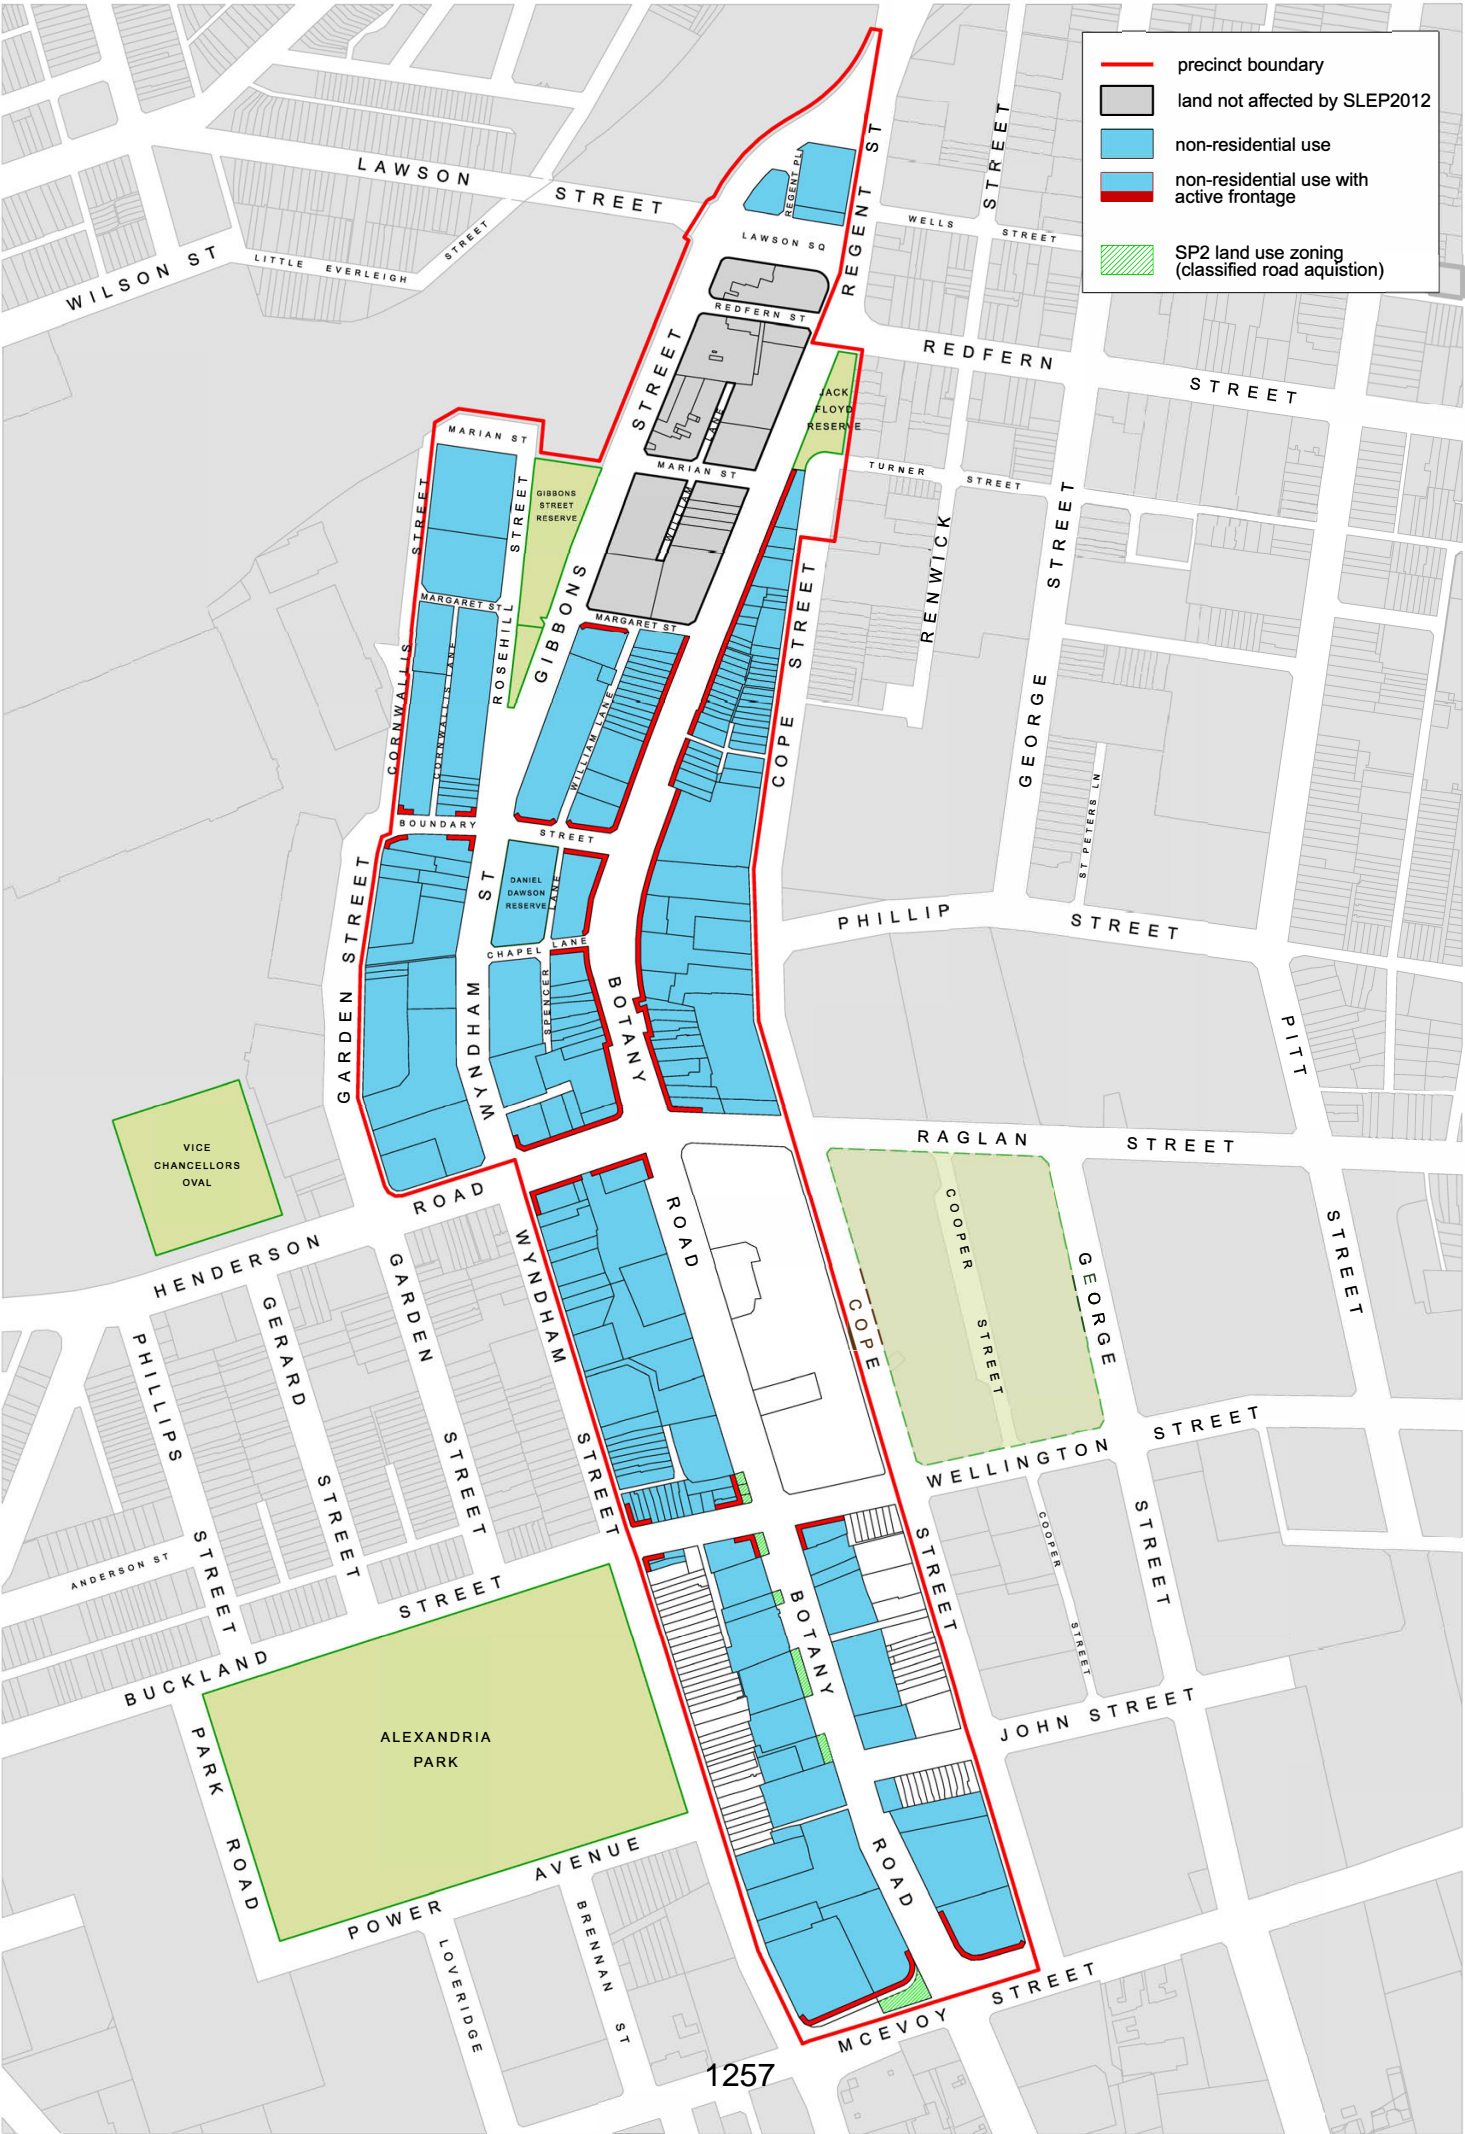 precinct boundary
land not affected by SLEP2012
non-residential use
non-residential use with
active frontage
SP2 land use zoning
(classified road aquistion)
LAWSON STREET
WILSON ST
LITTLE EVERLEIGH STREET
REGENT PL
REGENT ST
LAWSON SQ
WELLS STREET
STREET
REDFERN ST
REDFERN STREET
JACK
FLOYD
RESERVE
LANE
STREET
MARIAN ST
MARIAN ST
TURNER STREET
GIBBONS
STREET
RESERVE
WILLIAM
STREET
STREET
RENWICK
GEORGE STREET
MARGARET ST
MARGARET ST
CORNWALLIS
CORNWALLIS LANE
ROSEHILL
GIBBONS
WILLIAM LANE
COPE STREET
ST PETERS LN
BOUNDARY STREET
DANIEL
DAWSON
RESERVE
LANE
CHAPEL LANE
SPENCER
GARDEN STREET
WYNDHAM ST
BOTANY
PHILLIP STREET
PITT
STREET
VICE
CHANCELLORS
OVAL
RAGLAN STREET
HENDERSON ROAD
ROAD
COOPER
STREET
GEORGE
STREET
COPE
STREET
PHILLIPS
STREET
GERARD
STREET
GARDEN
STREET
WYNDHAM
STREET
WELLINGTON STREET
COOPER
STREET
ANDERSON ST
BUCKLAND STREET
BOTANY
ROAD
JOHN STREET
PARK
ROAD
ALEXANDRIA
PARK
POWER AVENUE
LOVERIDGE
BRENNAN ST
MCEVOY STREET
1257
GEORGE